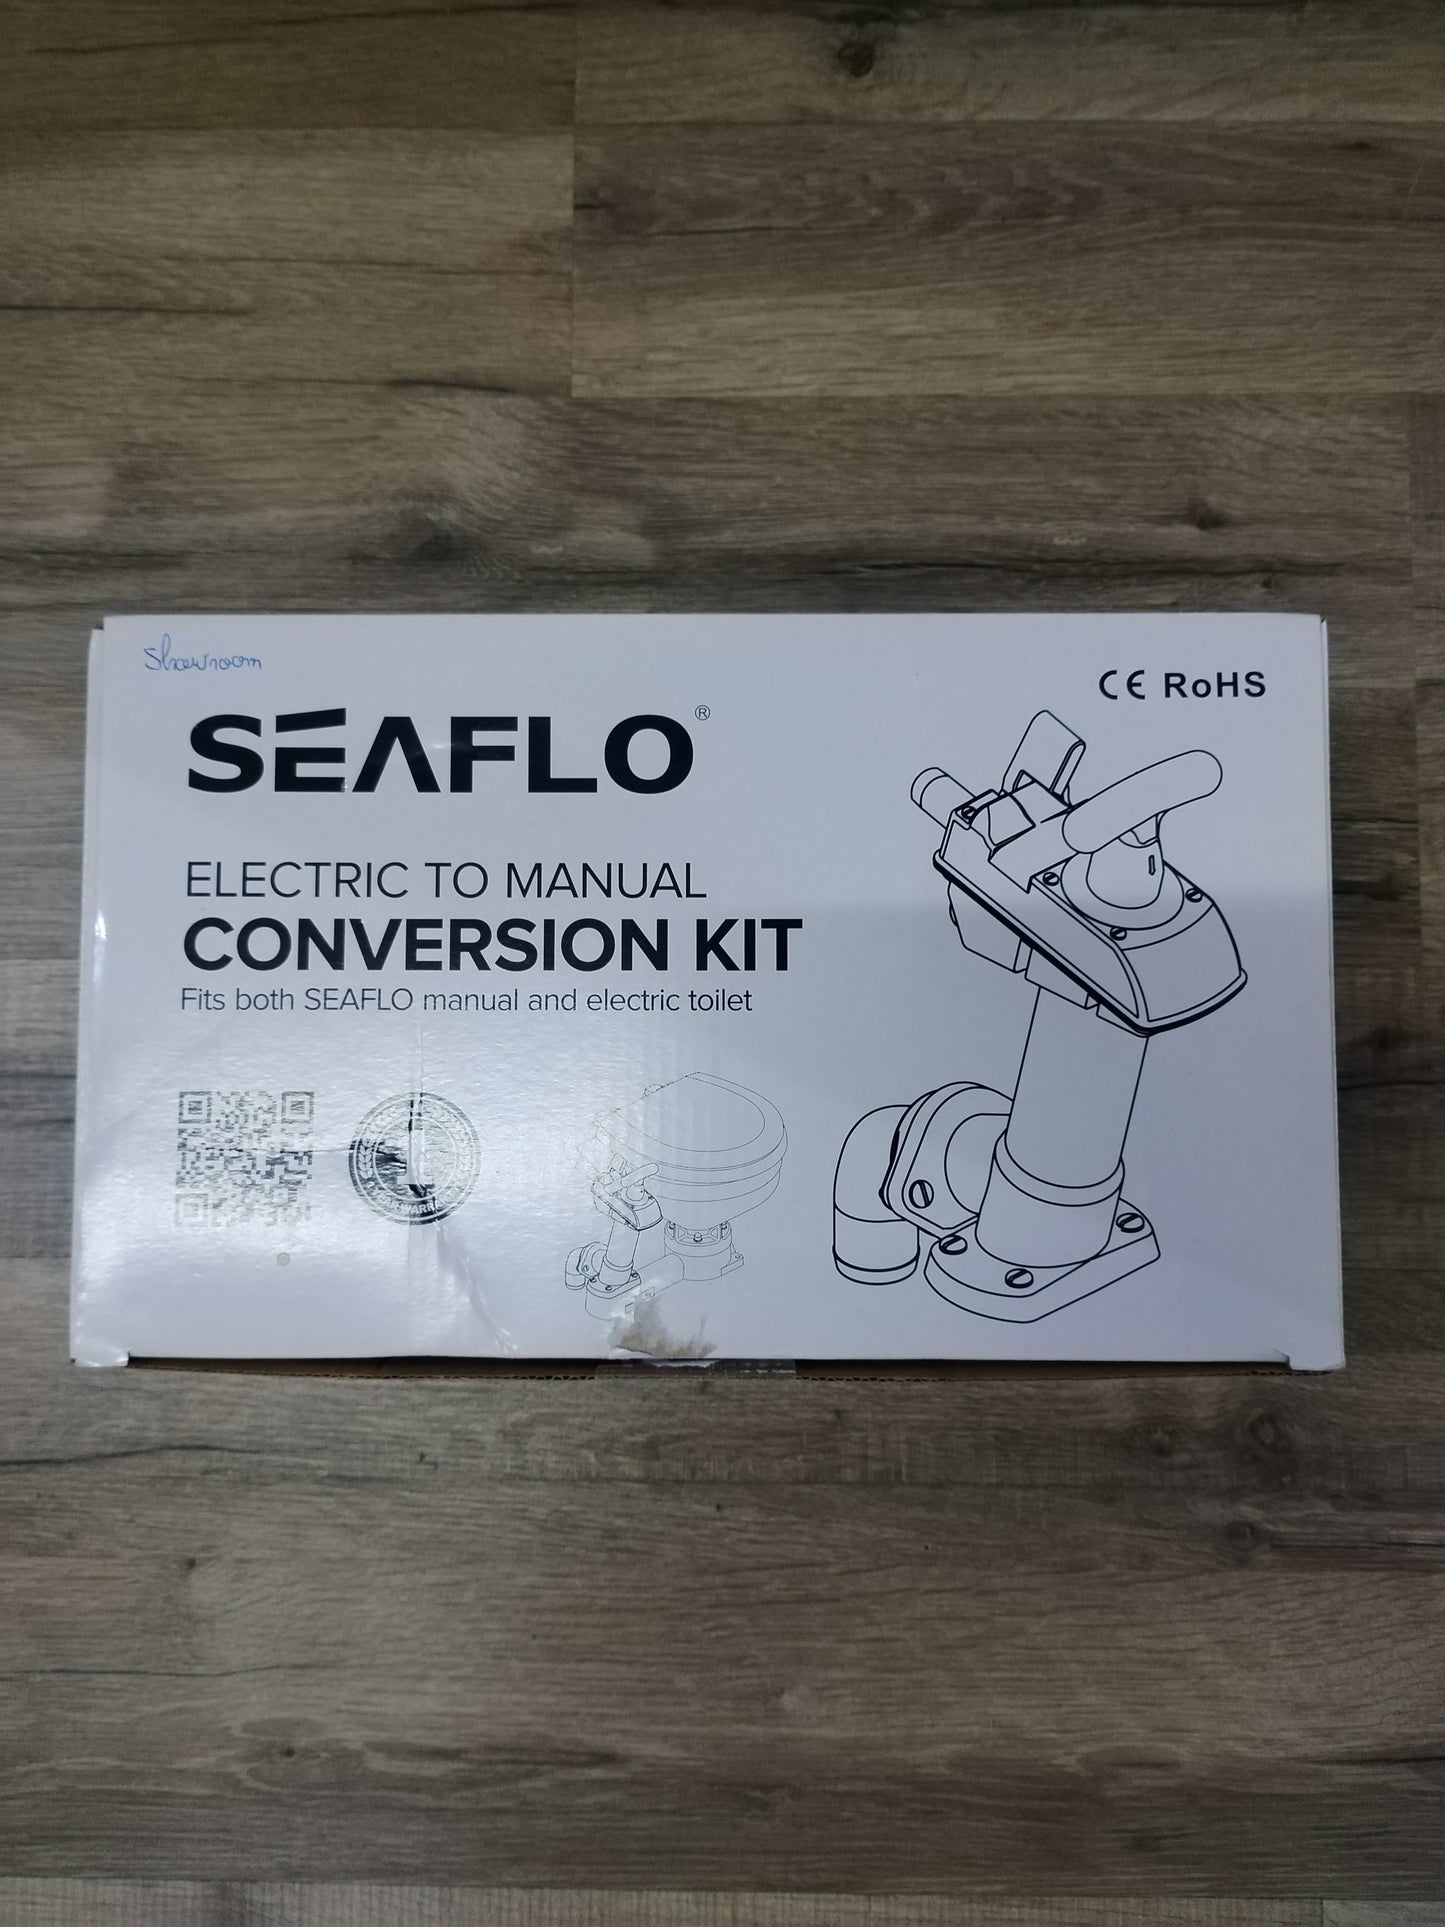 Showroom
SEAFLO®
CE RoHS
ELECTRIC TO MANUAL
CONVERSION KIT
Fits both SEAFLO manual and electric toilet